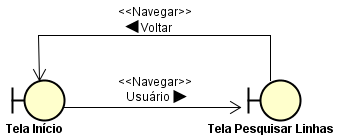 <<Navegar>>
◀ Voltar
<<Navegar>>
Usuário ▶
Tela Início
Tela Pesquisar Linhas